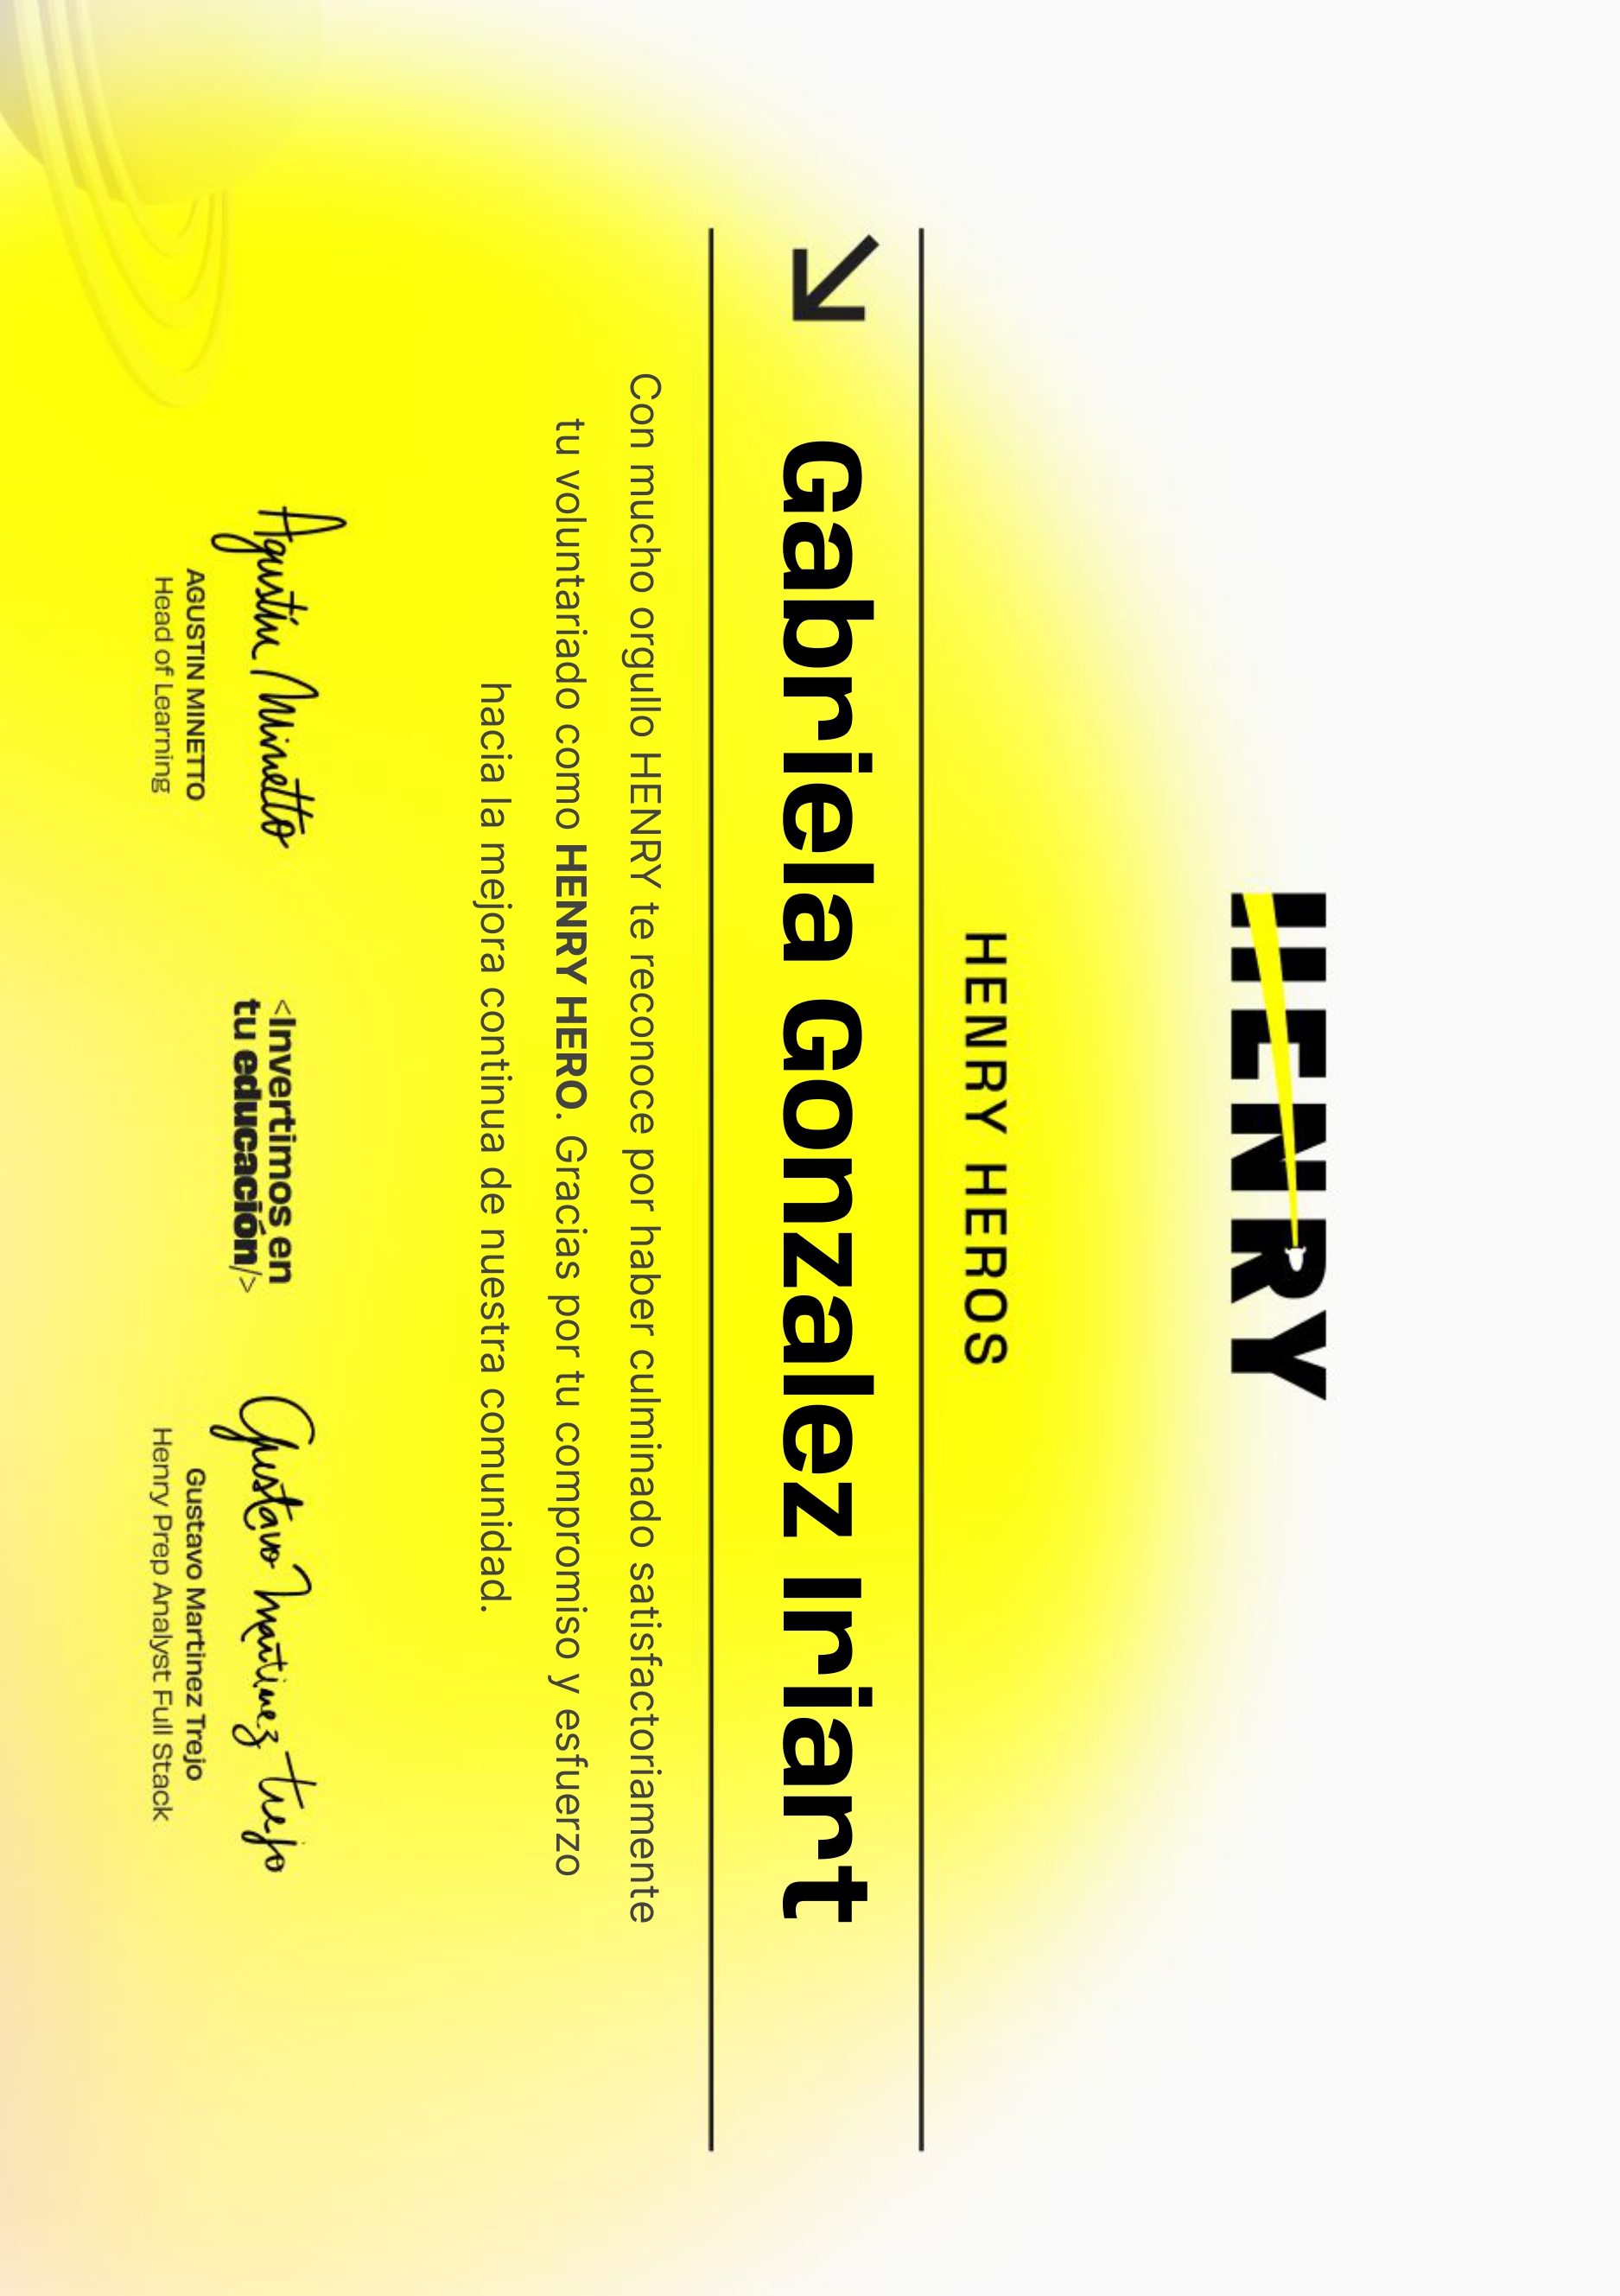 HENRY
HENRY HEROS
Gabriela Gonzalez Iriart
Con mucho orgullo HENRY te reconoce por haber culminado satisfactoriamente
tu voluntariado como HENRY HERO. Gracias por tu compromiso y esfuerzo
hacia la mejora continua de nuestra comunidad.
Agustín Minetto
AGUSTIN MINETTO
Head of Learning
<Invertimos en
tu educación/>
Gustavo Martinez Trejo
Gustavo Martinez Trejo
Henry Prep Analyst Full Stack